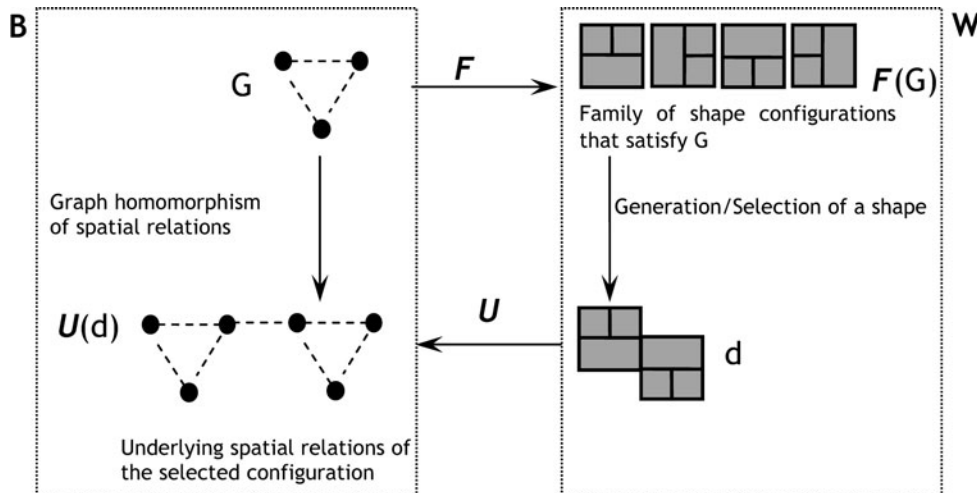 B
W
G
F
F(G)
Family of shape configurations
that satisfy G
Graph homomorphism
of spatial relations
Generation/Selection of a shape
U(d)
U
d
Underlying spatial relations of
the selected configuration